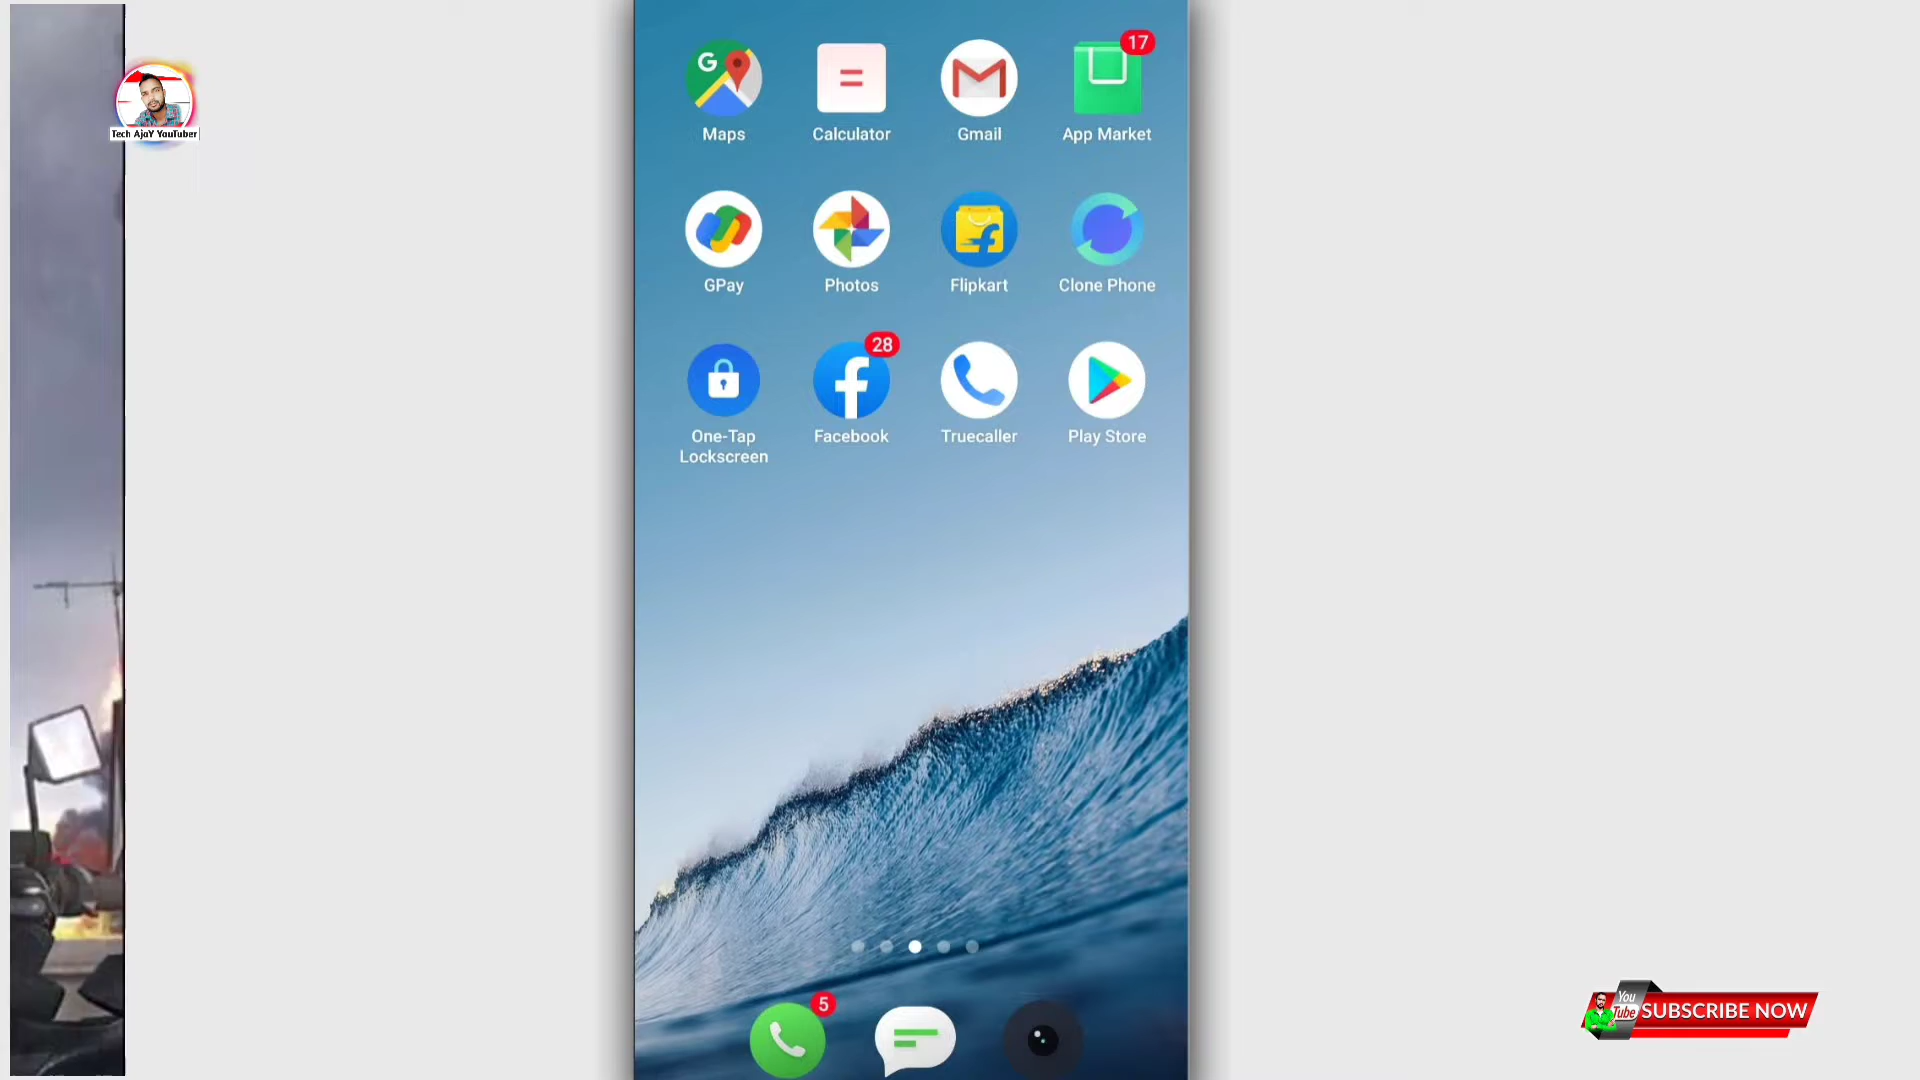 Tech AjaY YouTuber
17
Maps
Calculator
Gmail
App Market
GPay
Photos
Flipkart
Clone Phone
28
One-Tap
Lockscreen
Facebook
Truecaller
Play Store
5
You
Tube
SUBSCRIBE NOW